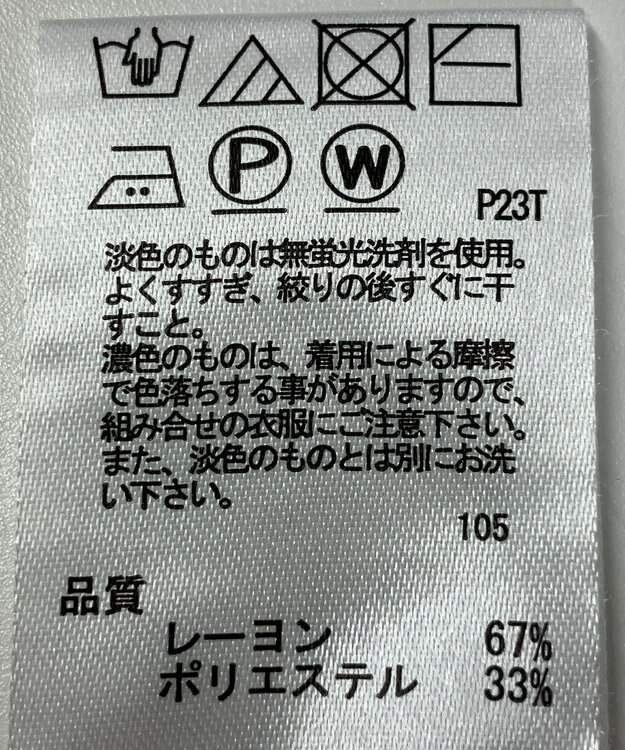 P W P23T
淡色のものは無蛍光洗剤を使用。
よくすすぎ、絞りの後すぐに干
すこと。
濃色のものは、着用による摩擦
で色落ちする事がありますので、
組み合せの衣服にご注意下さい。
また、淡色のものとは別にお洗
い下さい。
105
品質
レーヨン 67%
ポリエステル 33%